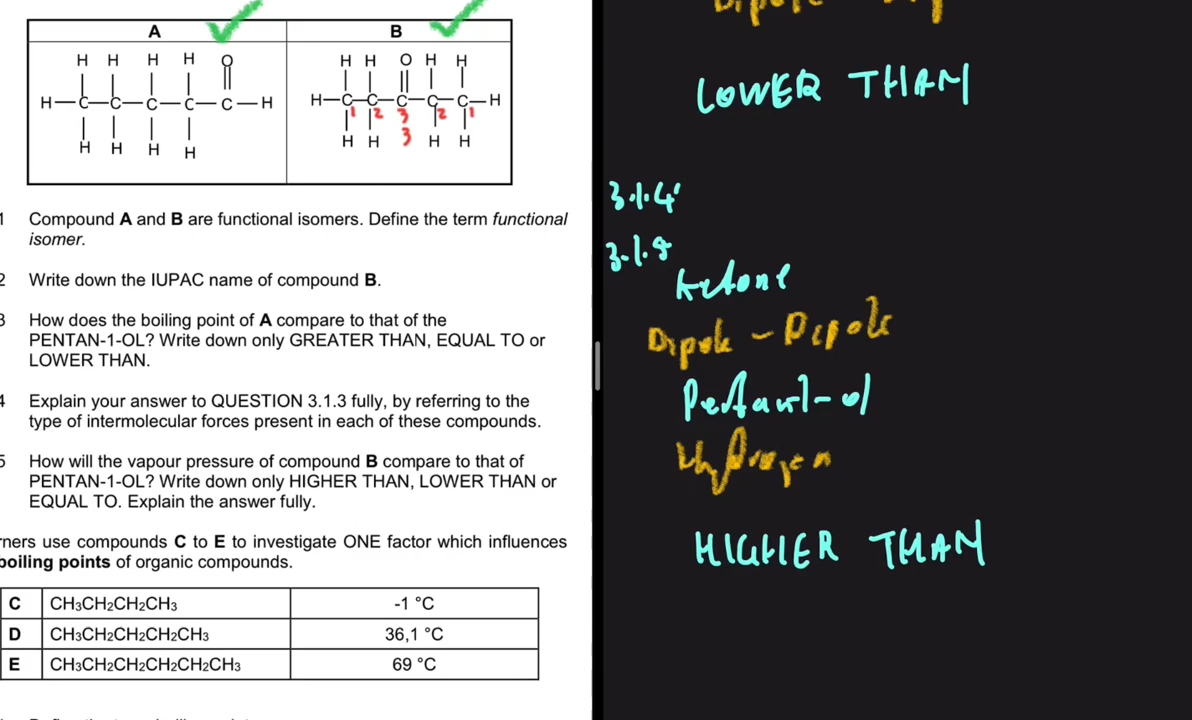 A B
H H H H O
H-C-C-C-C-C-H
H H H H
H H O H H
H-C-C-C-C-C-H
1 2 3 2 1
H H 3 H H
1 Compound A and B are functional isomers. Define the term functional
isomer.
2 Write down the IUPAC name of compound B.
3 How does the boiling point of A compare to that of the
PENTAN-1-OL? Write down only GREATER THAN, EQUAL TO or
LOWER THAN.
4 Explain your answer to QUESTION 3.1.3 fully, by referring to the
type of intermolecular forces present in each of these compounds.
5 How will the vapour pressure of compound B compare to that of
PENTAN-1-OL? Write down only HIGHER THAN, LOWER THAN or
EQUAL TO. Explain the answer fully.
rners use compounds C to E to investigate ONE factor which influences
boiling points of organic compounds.
C CH₃CH₂CH₂CH₃ -1 °C
D CH₃CH₂CH₂CH₂CH₃ 36,1 °C
E CH₃CH₂CH₂CH₂CH₂CH₃ 69 °C
LOWER THAN
3.1.4
3.1.5
ketone
Dipole - Dipole
Pentan1-ol
Hydrogen
HIGHER THAN